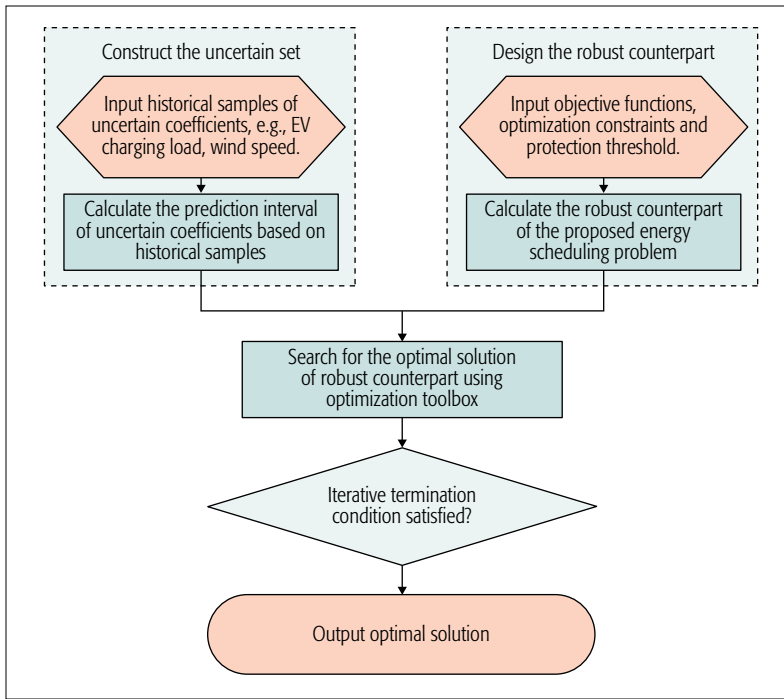 Construct the uncertain set
Input historical samples of
uncertain coefficients, e.g., EV
charging load, wind speed.
Calculate the prediction interval
of uncertain coefficients based on
historical samples
Design the robust counterpart
Input objective functions,
optimization constraints and
protection threshold.
Calculate the robust counterpart
of the proposed energy
scheduling problem
Search for the optimal solution
of robust counterpart using
optimization toolbox
Iterative termination
condition satisfied?
Output optimal solution